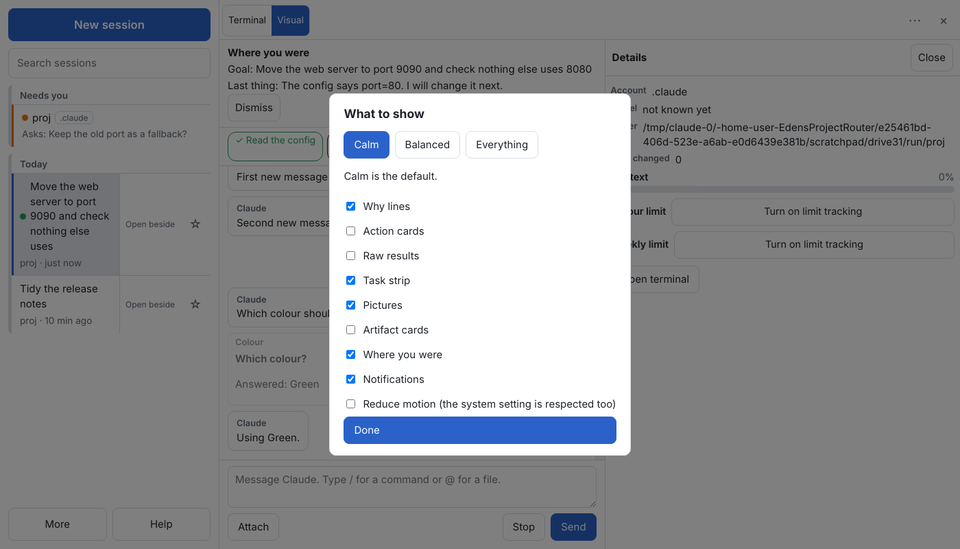 New session
Search sessions
Needs you
proj .claude
Asks: Keep the old port as a fallback?
Today
Move the web
server to port
9090 and check
nothing else
uses
proj · just now
Open beside
Tidy the release
notes
proj · 10 min ago
Open beside
More
Help
Terminal
Visual
Where you were
Goal: Move the web server to port 9090 and check nothing else uses 8080
Last thing: The config says port=80. I will change it next.
Dismiss
✓ Read the config
First new message
Claude
Second new
Claude
Which colour
Colour
Which colour?
Answered: Green
Claude
Using Green.
Message Claude. Type / for a command or @ for a file.
Attach
Stop
Send
What to show
Calm
Balanced
Everything
Calm is the default.
Why lines
Action cards
Raw results
Task strip
Pictures
Artifact cards
Where you were
Notifications
Reduce motion (the system setting is respected too)
Done
Details
Close
Account .claude
not known yet
/tmp/claude-0/-home-user-EdensProjectRouter/e25461bd-
406d-523e-a6ab-e0d6439e381b/scratchpad/drive31/run/proj
changed 0
0%
limit
Turn on limit tracking
limit
Turn on limit tracking
terminal